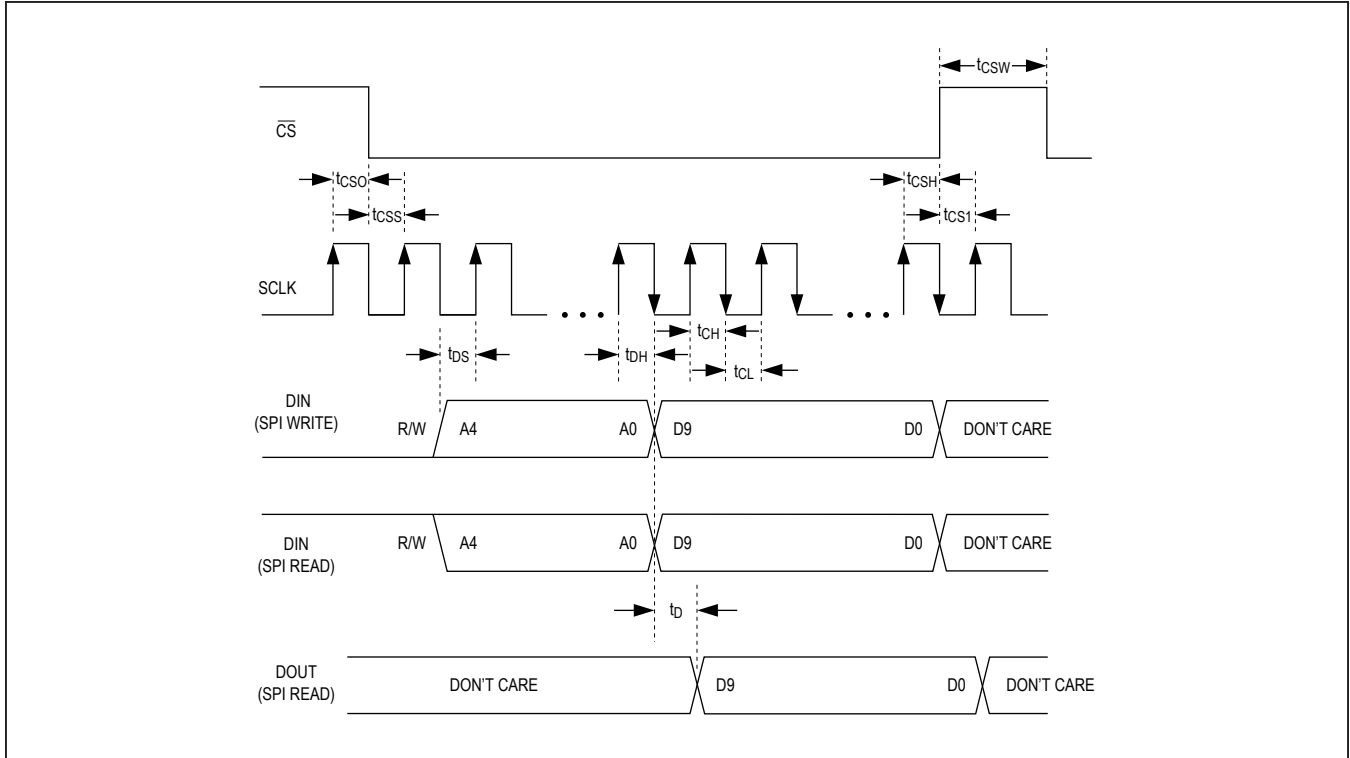 tCSW
CS
tCSO
tCSH
tCSS
tCS1
SCLK
tCH
tDS
tDH
tCL
DIN
(SPI WRITE)
R/W A4 A0 D9 D0 DON'T CARE
DIN
(SPI READ)
R/W A4 A0 D9 D0 DON'T CARE
tD
DOUT
(SPI READ)
DON'T CARE D9 D0 DON'T CARE